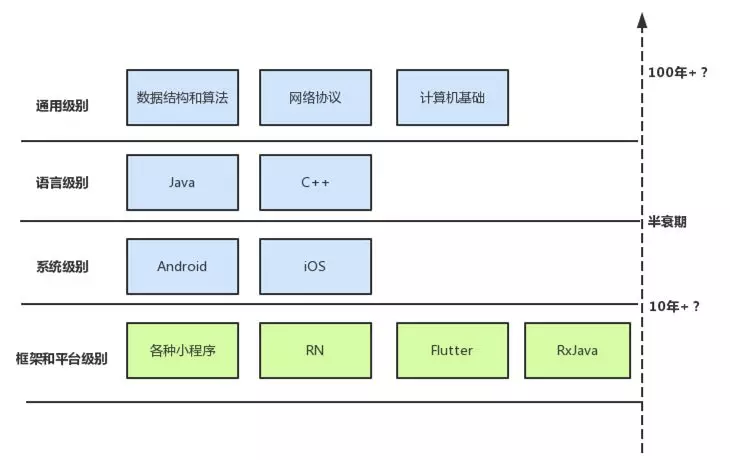 100年+ ?
通用级别
数据结构和算法
网络协议
计算机基础
语言级别
Java
C++
半衰期
系统级别
Android
iOS
10年+ ?
框架和平台级别
各种小程序
RN
Flutter
RxJava